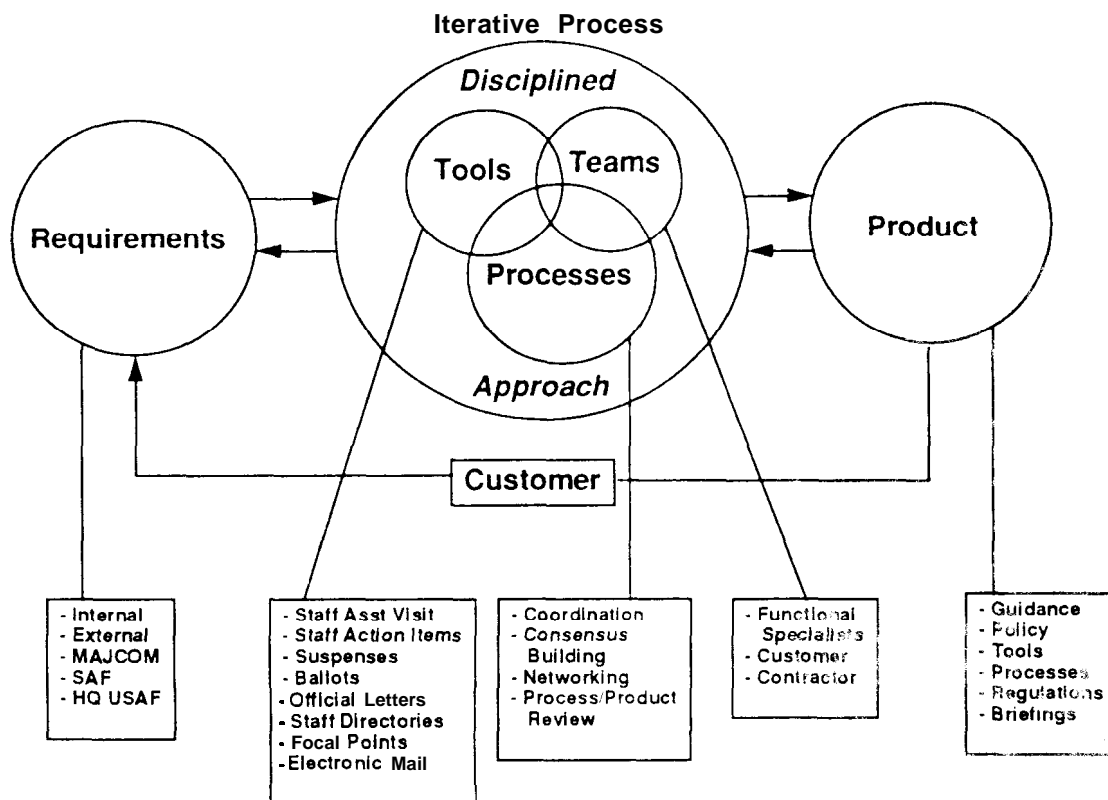 Iterative Process
Disciplined
Tools
Teams
Processes
Approach
Requirements
Product
Customer
- Internal
- External
- MAJCOM
- SAF
- HQ USAF
- Staff Asst Visit
- Staff Action Items
- Suspenses
- Ballots
- Official Letters
- Staff Directories
- Focal Points
- Electronic Mail
- Coordination
- Consensus
Building
- Networking
- Process/Product
Review
- Functional
Specialists
- Customer
- Contractor
- Guidance
- Policy
- Tools
- Processes
- Regulations
- Briefings